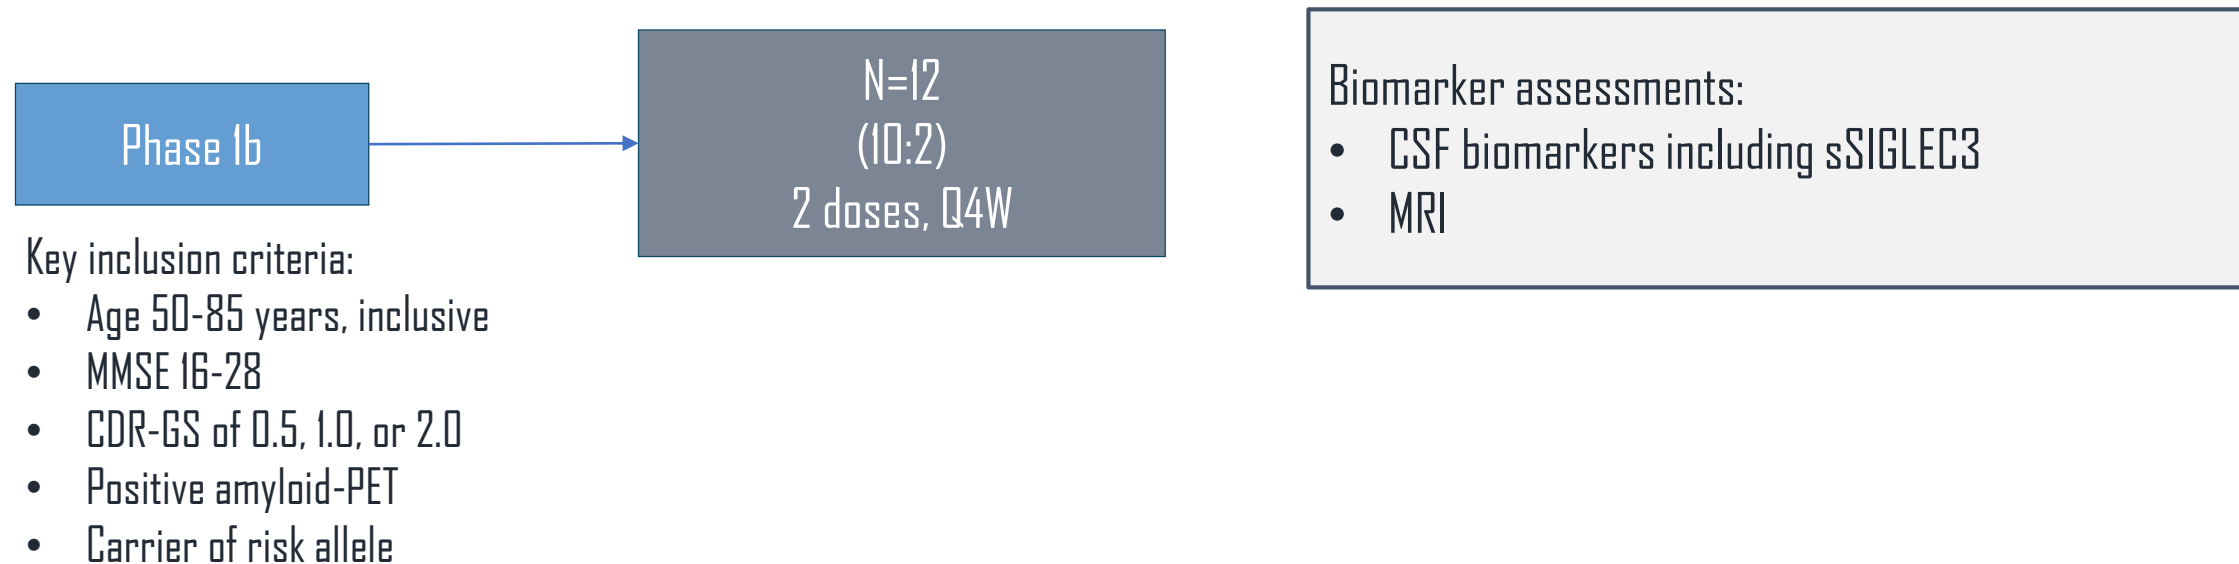 Phase 1b
N=12
(10:2)
2 doses, Q4W
Biomarker assessments:
• CSF biomarkers including sSIGLEC3
• MRI
Key inclusion criteria:
• Age 50-85 years, inclusive
• MMSE 16-28
• CDR-GS of 0.5, 1.0, or 2.0
• Positive amyloid-PET
• Carrier of risk allele